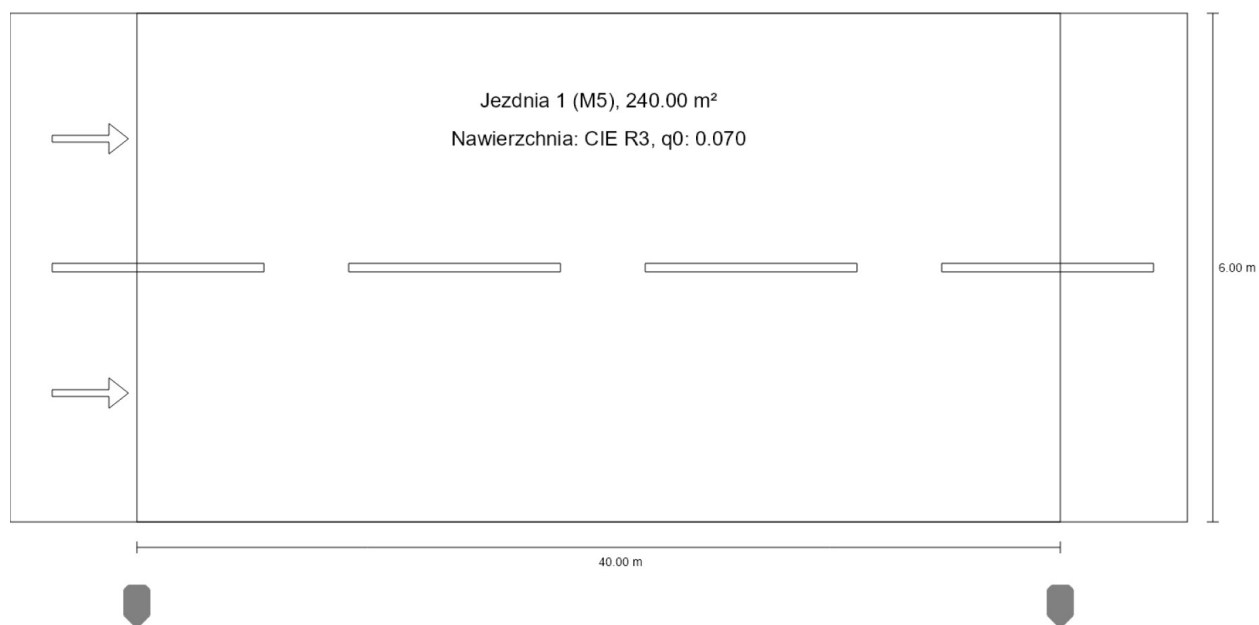 Jezdnia 1 (M5), 240.00 m²
Nawierzchnia: CIE R3, q0: 0.070
6.00 m
40.00 m